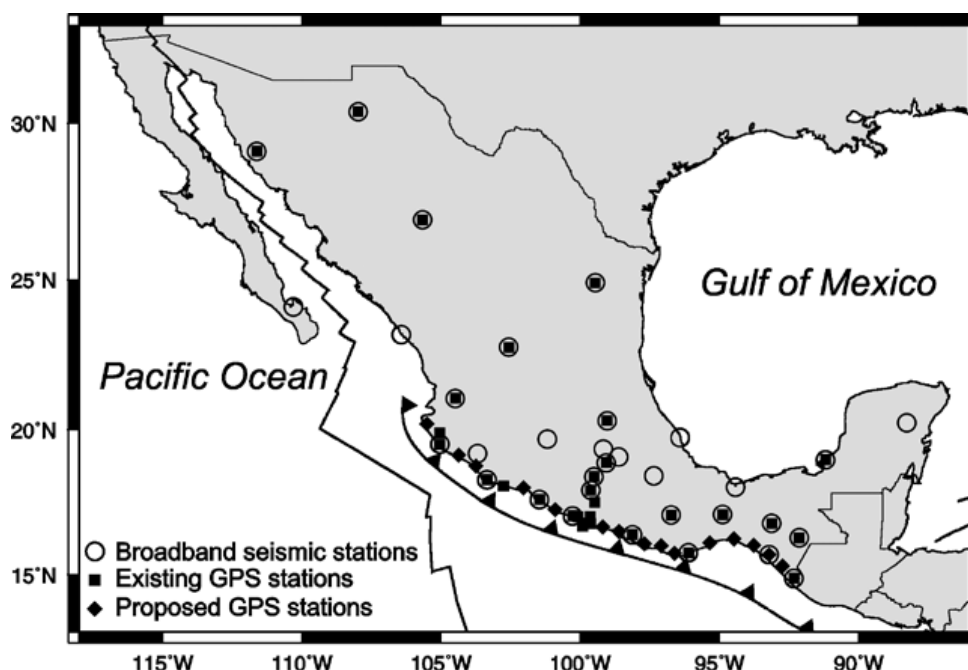 30°N
25°N
20°N
15°N
Gulf of Mexico
Pacific Ocean
Broadband seismic stations
Existing GPS stations
Proposed GPS stations
115°W 110°W 105°W 100°W 95°W 90°W